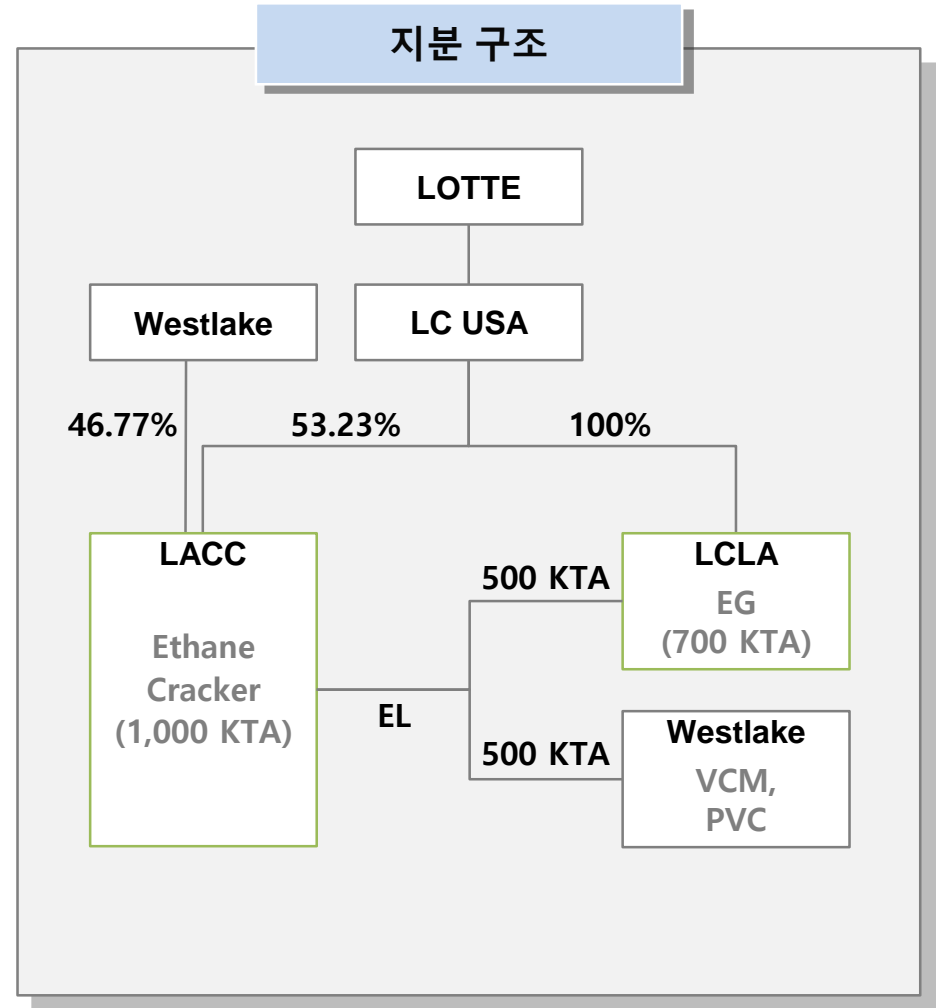 지분 구조
LOTTE
Westlake
LC USA
46.77%
53.23%
100%
LACC
Ethane
Cracker
(1,000 KTA)
EL
500 KTA
500 KTA
LCLA
EG
(700 KTA)
Westlake
VCM,
PVC